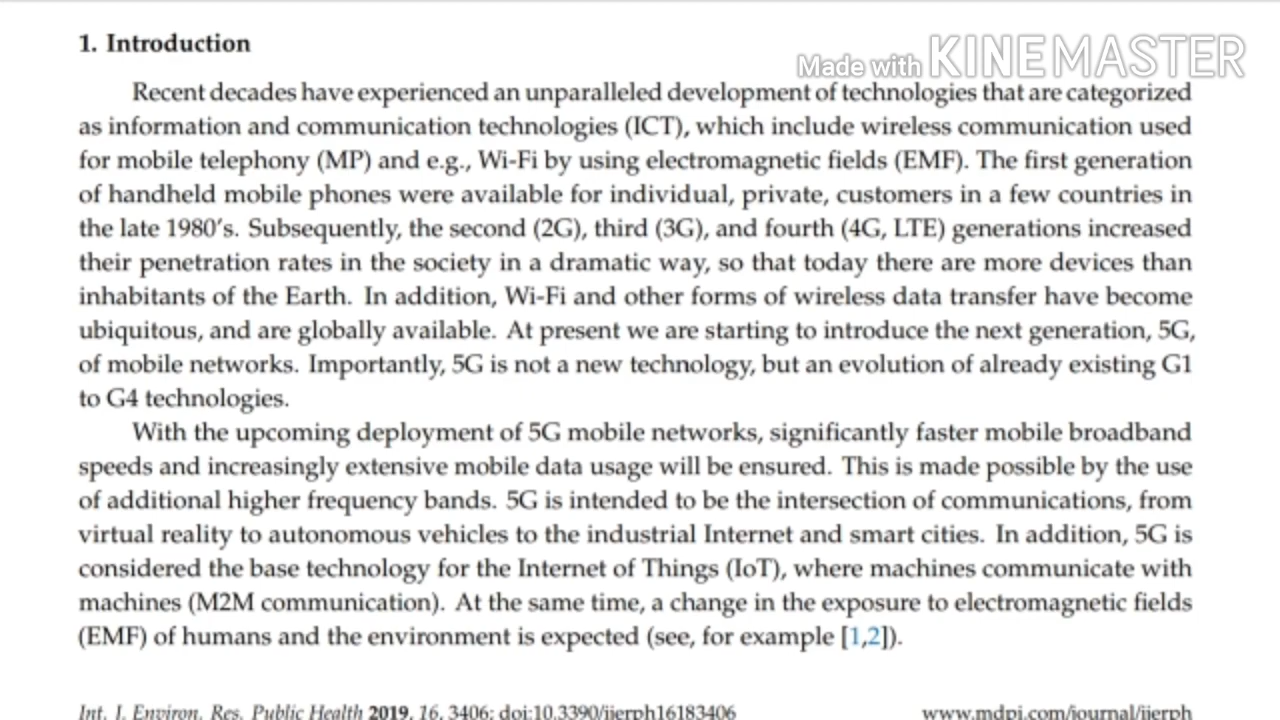 1. Introduction
Made with KINEMASTER
Recent decades have experienced an unparalleled development of technologies that are categorized
as information and communication technologies (ICT), which include wireless communication used
for mobile telephony (MP) and e.g., Wi-Fi by using electromagnetic fields (EMF). The first generation
of handheld mobile phones were available for individual, private, customers in a few countries in
the late 1980's. Subsequently, the second (2G), third (3G), and fourth (4G, LTE) generations increased
their penetration rates in the society in a dramatic way, so that today there are more devices than
inhabitants of the Earth. In addition, Wi-Fi and other forms of wireless data transfer have become
ubiquitous, and are globally available. At present we are starting to introduce the next generation, 5G,
of mobile networks. Importantly, 5G is not a new technology, but an evolution of already existing G1
to G4 technologies.
With the upcoming deployment of 5G mobile networks, significantly faster mobile broadband
speeds and increasingly extensive mobile data usage will be ensured. This is made possible by the use
of additional higher frequency bands. 5G is intended to be the intersection of communications, from
virtual reality to autonomous vehicles to the industrial Internet and smart cities. In addition, 5G is
considered the base technology for the Internet of Things (IoT), where machines communicate with
machines (M2M communication). At the same time, a change in the exposure to electromagnetic fields
(EMF) of humans and the environment is expected (see, for example [1,2]).
Int. J. Environ. Res. Public Health 2019, 16, 3406; doi:10.3390/ijerph16183406
www.mdpi.com/journal/ijerph